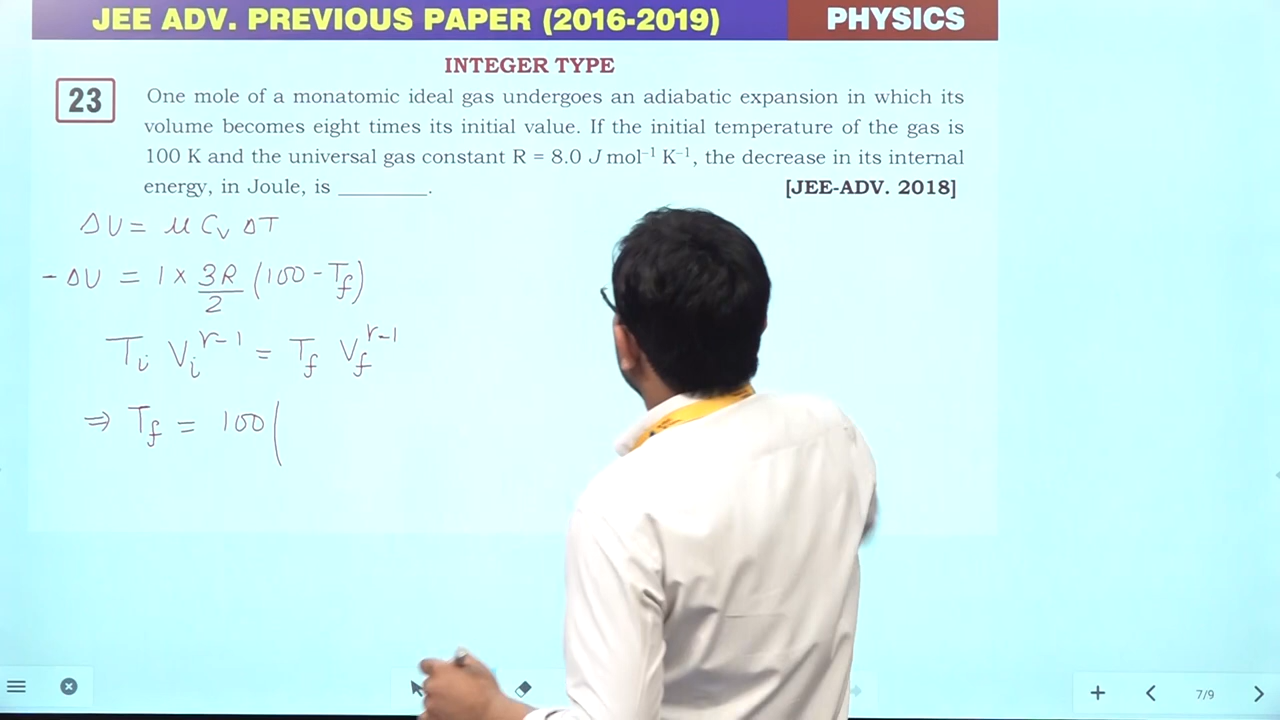 JEE ADV. PREVIOUS PAPER (2016-2019) PHYSICS
INTEGER TYPE
23 One mole of a monatomic ideal gas undergoes an adiabatic expansion in which its
volume becomes eight times its initial value. If the initial temperature of the gas is
100 K and the universal gas constant R = 8.0 J mol⁻¹ K⁻¹, the decrease in its internal
energy, in Joule, is ________. [JEE-ADV. 2018]
ΔU = μ C_V ΔT
-ΔU = 1 × 3R/2 (100 - T_f)
T_i V_i^{γ-1} = T_f V_f^{γ-1}
⇒ T_f = 100 (
7/9